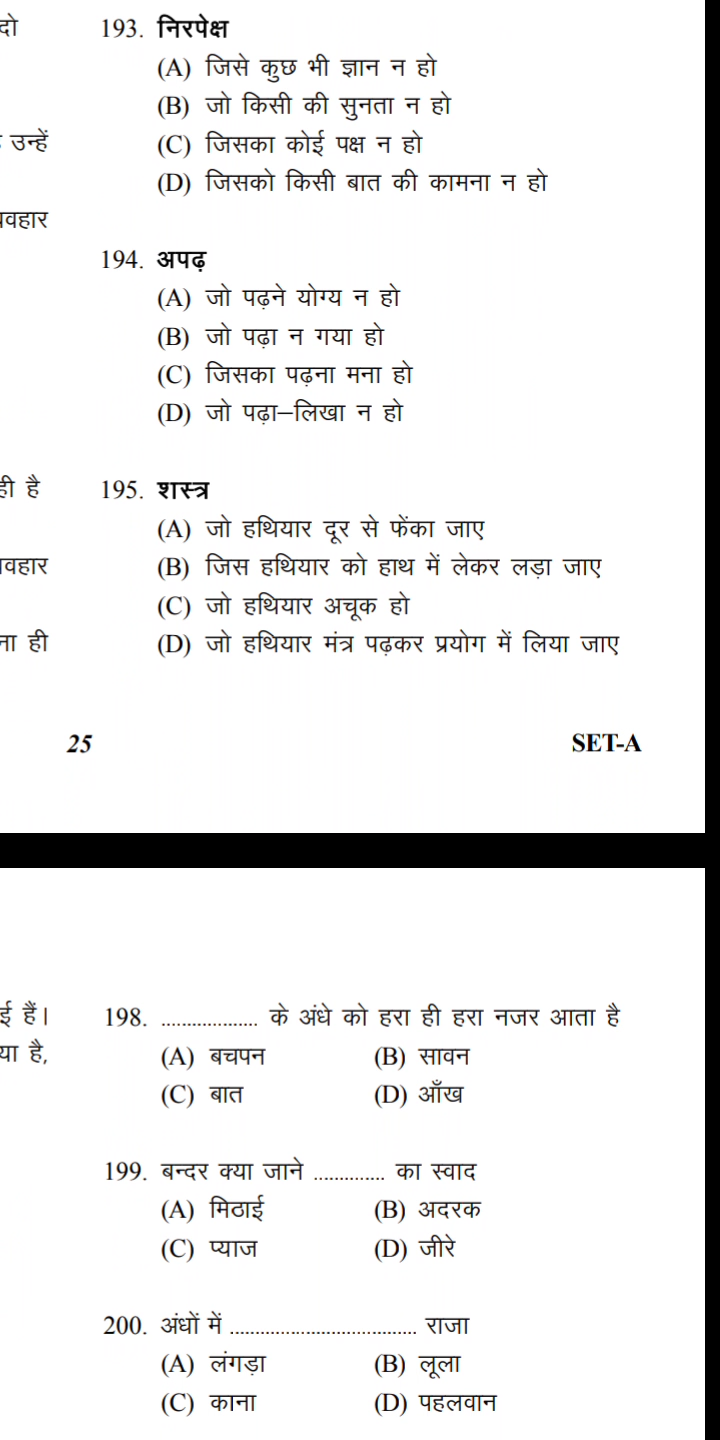 दो
193. निरपेक्ष
(A) जिसे कुछ भी ज्ञान न हो
(B) जो किसी की सुनता न हो
उन्हें
(C) जिसका कोई पक्ष न हो
(D) जिसको किसी बात की कामना न हो
वहार
194. अपढ़
(A) जो पढ़ने योग्य न हो
(B) जो पढ़ा न गया हो
(C) जिसका पढ़ना मना हो
(D) जो पढ़ा–लिखा न हो
ही है
195. शस्त्र
(A) जो हथियार दूर से फेंका जाए
वहार
(B) जिस हथियार को हाथ में लेकर लड़ा जाए
(C) जो हथियार अचूक हो
ना ही
(D) जो हथियार मंत्र पढ़कर प्रयोग में लिया जाए
25
SET-A
ई हैं।
198. ................... के अंधे को हरा ही हरा नजर आता है
या है,
(A) बचपन (B) सावन
(C) बात (D) आँख
199. बन्दर क्या जाने .............. का स्वाद
(A) मिठाई (B) अदरक
(C) प्याज (D) जीरे
200. अंधों में ..................................... राजा
(A) लंगड़ा (B) लूला
(C) काना (D) पहलवान